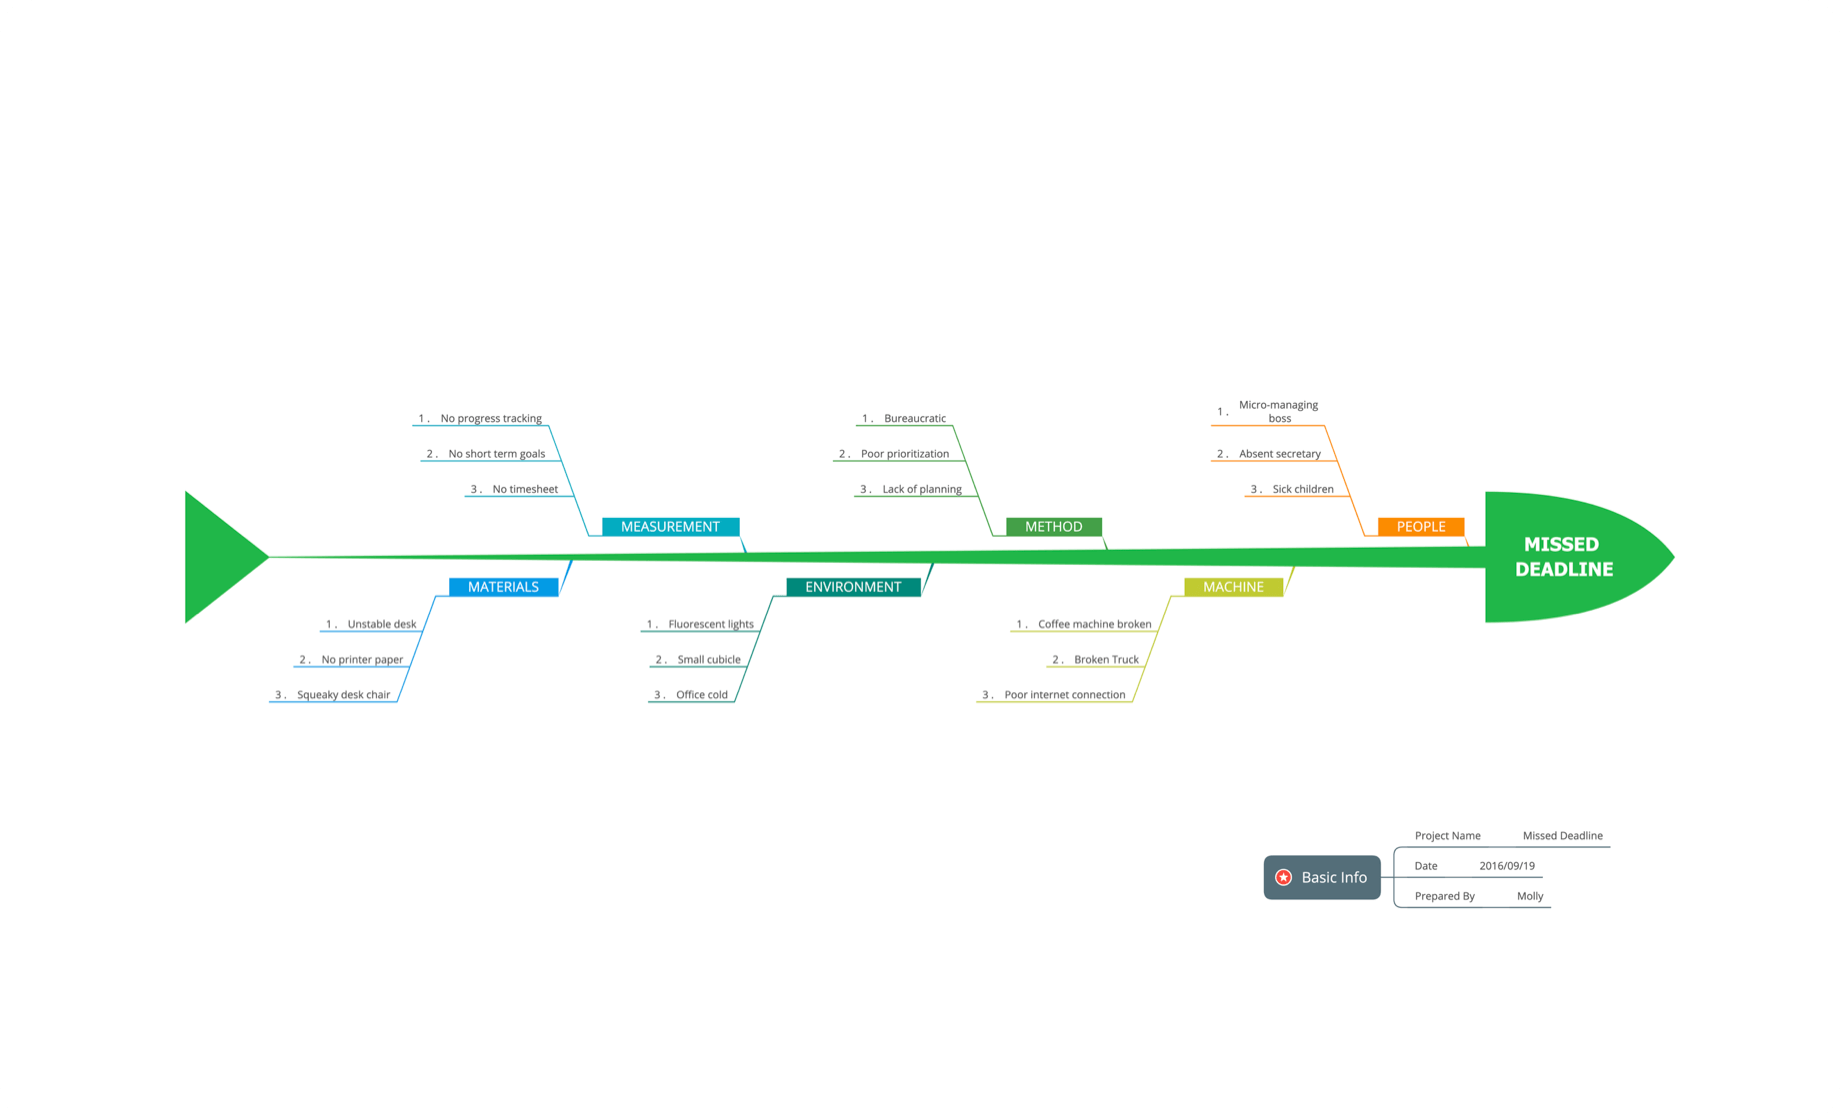 1 . No progress tracking
2 . No short term goals
3 . No timesheet
MEASUREMENT
1 . Bureaucratic
2 . Poor prioritization
3 . Lack of planning
METHOD
1 . Micro-managing
boss
2 . Absent secretary
3 . Sick children
PEOPLE
MISSED
DEADLINE
MATERIALS
1 . Unstable desk
2 . No printer paper
3 . Squeaky desk chair
ENVIRONMENT
1 . Fluorescent lights
2 . Small cubicle
3 . Office cold
MACHINE
1 . Coffee machine broken
2 . Broken Truck
3 . Poor internet connection
Basic Info
Project Name Missed Deadline
Date 2016/09/19
Prepared By Molly